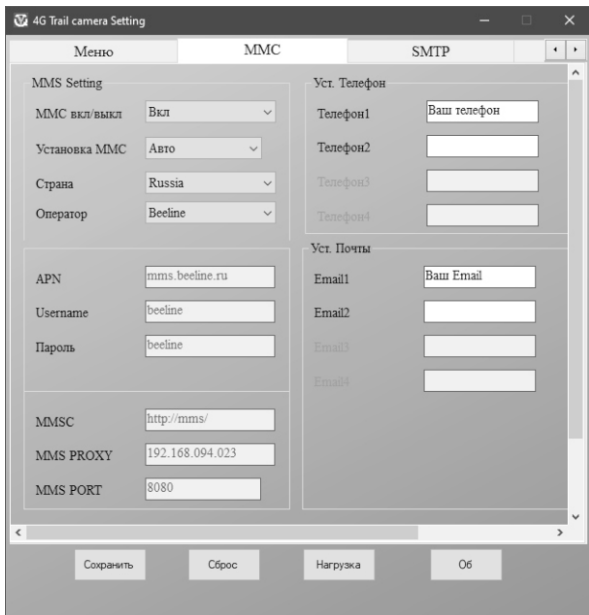 4G Trail camera Setting
Меню
ММС
SMTP
MMS Setting
ММС вкл/выкл
Вкл
Установка ММС
Авто
Страна
Russia
Оператор
Beeline
APN
mms.beeline.ru
Username
beeline
Пароль
beeline
MMSC
http://mms/
MMS PROXY
192.168.094.023
MMS PORT
8080
Уст. Телефон
Телефон1
Ваш телефон
Телефон2
Телефон3
Телефон4
Уст. Почты
Email1
Ваш Email
Email2
Email3
Email4
Сохранить
Сброс
Нагрузка
Об